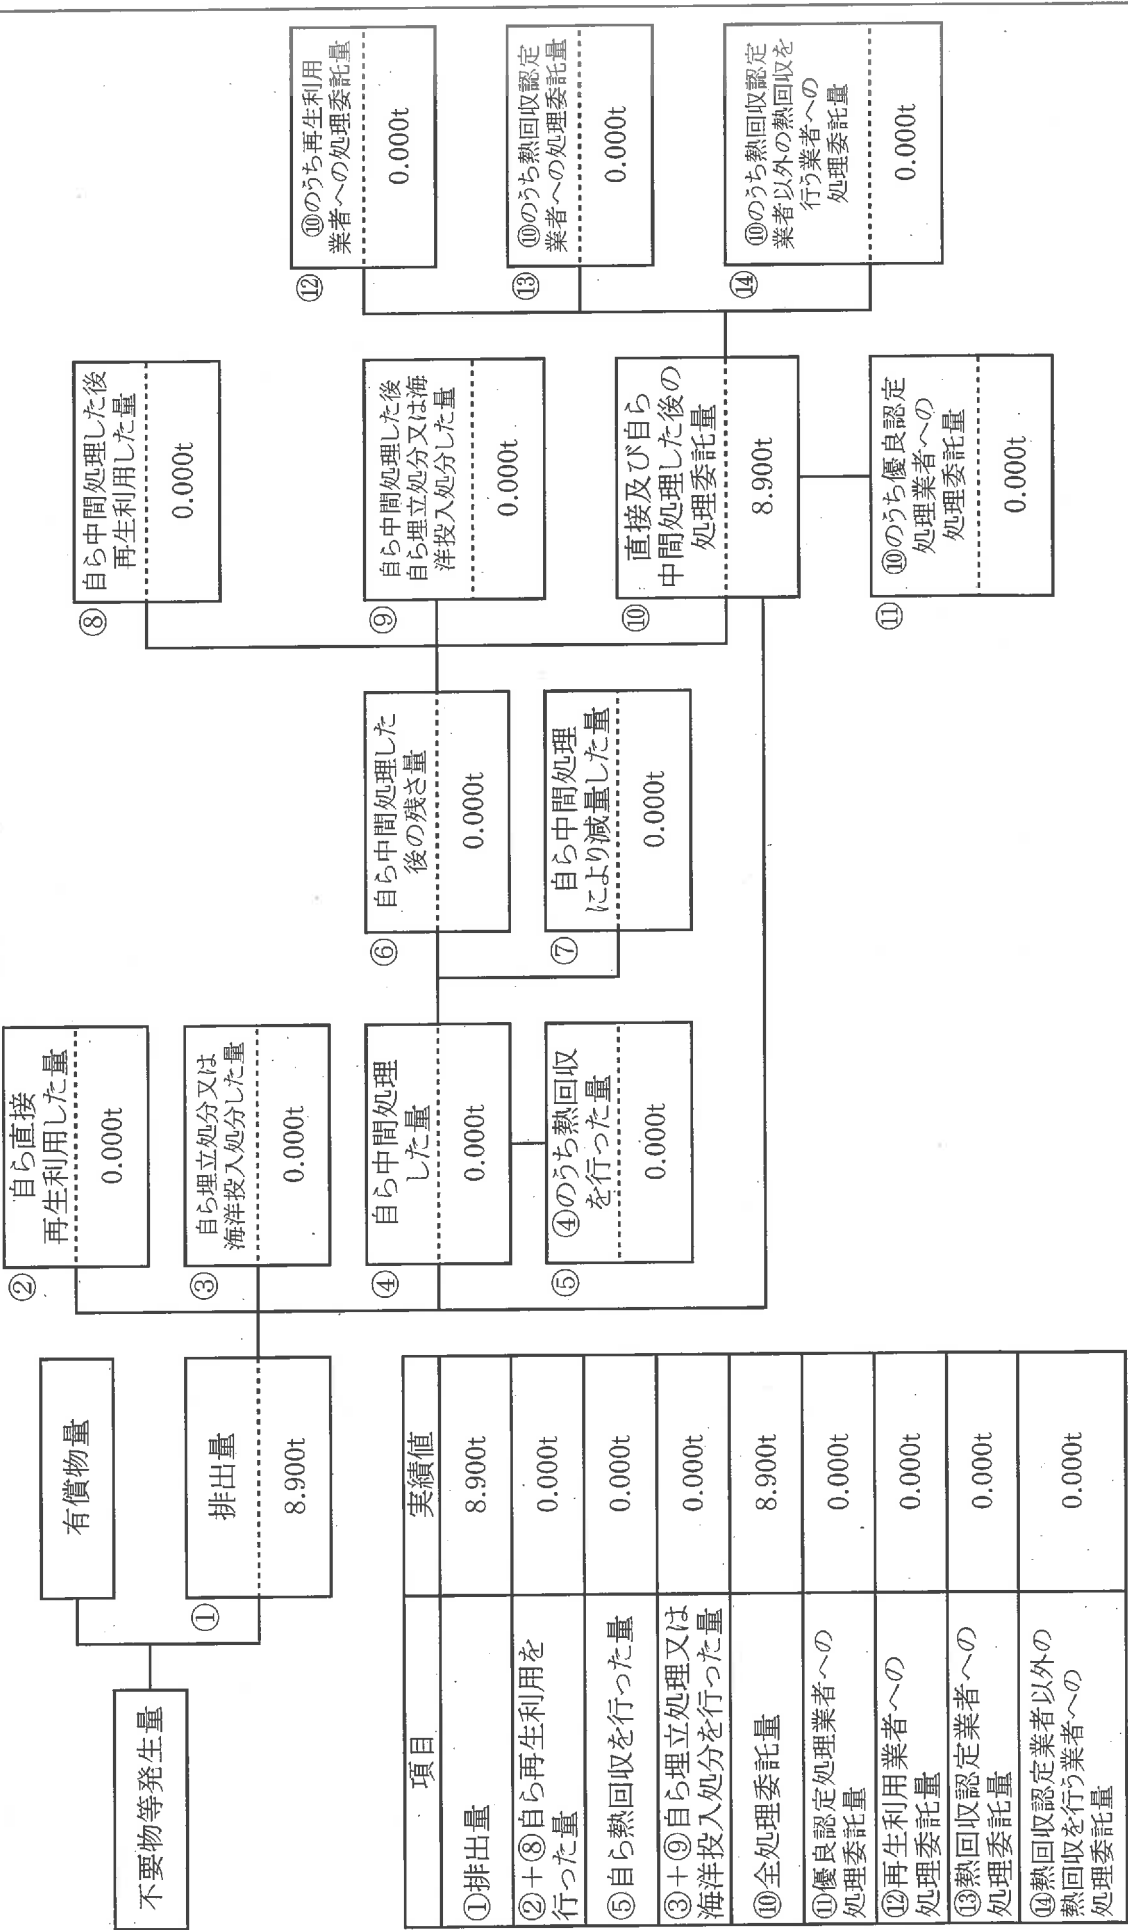 不要物等発生量
有償物量
①
排出量
8.900t
②
自ら直接
再生利用した量
0.000t
③
自ら埋立処分又は
海洋投入処分した量
0.000t
④
自ら中間処理
した量
0.000t
⑤
④のうち熱回収
を行った量
0.000t
⑥
自ら中間処理した
後の残さ量
0.000t
⑦
自ら中間処理
により減量した量
0.000t
⑧
自ら中間処理した後
再生利用した量
0.000t
⑨
自ら中間処理した後
自ら埋立処分又は海
洋投入処分した量
0.000t
⑩
直接及び自ら
中間処理した後の
処理委託量
8.900t
⑪
⑩のうち優良認定
処理業者への
処理委託量
0.000t
⑫
⑩のうち再生利用
業者への処理委託量
0.000t
⑬
⑩のうち熱回収認定
業者への処理委託量
0.000t
⑭
⑩のうち熱回収認定
業者以外の熱回収を
行う業者への
処理委託量
0.000t
項目 実績値
①排出量 8.900t
②+⑧自ら再生利用を
行った量 0.000t
⑤自ら熱回収を行った量 0.000t
③+⑨自ら埋立処理又は
海洋投入処分を行った量 0.000t
⑩全処理委託量 8.900t
⑪優良認定処理業者への
処理委託量 0.000t
⑫再生利用業者への
処理委託量 0.000t
⑬熱回収認定業者への
処理委託量 0.000t
⑭熱回収認定業者以外の
熱回収を行う業者への
処理委託量 0.000t